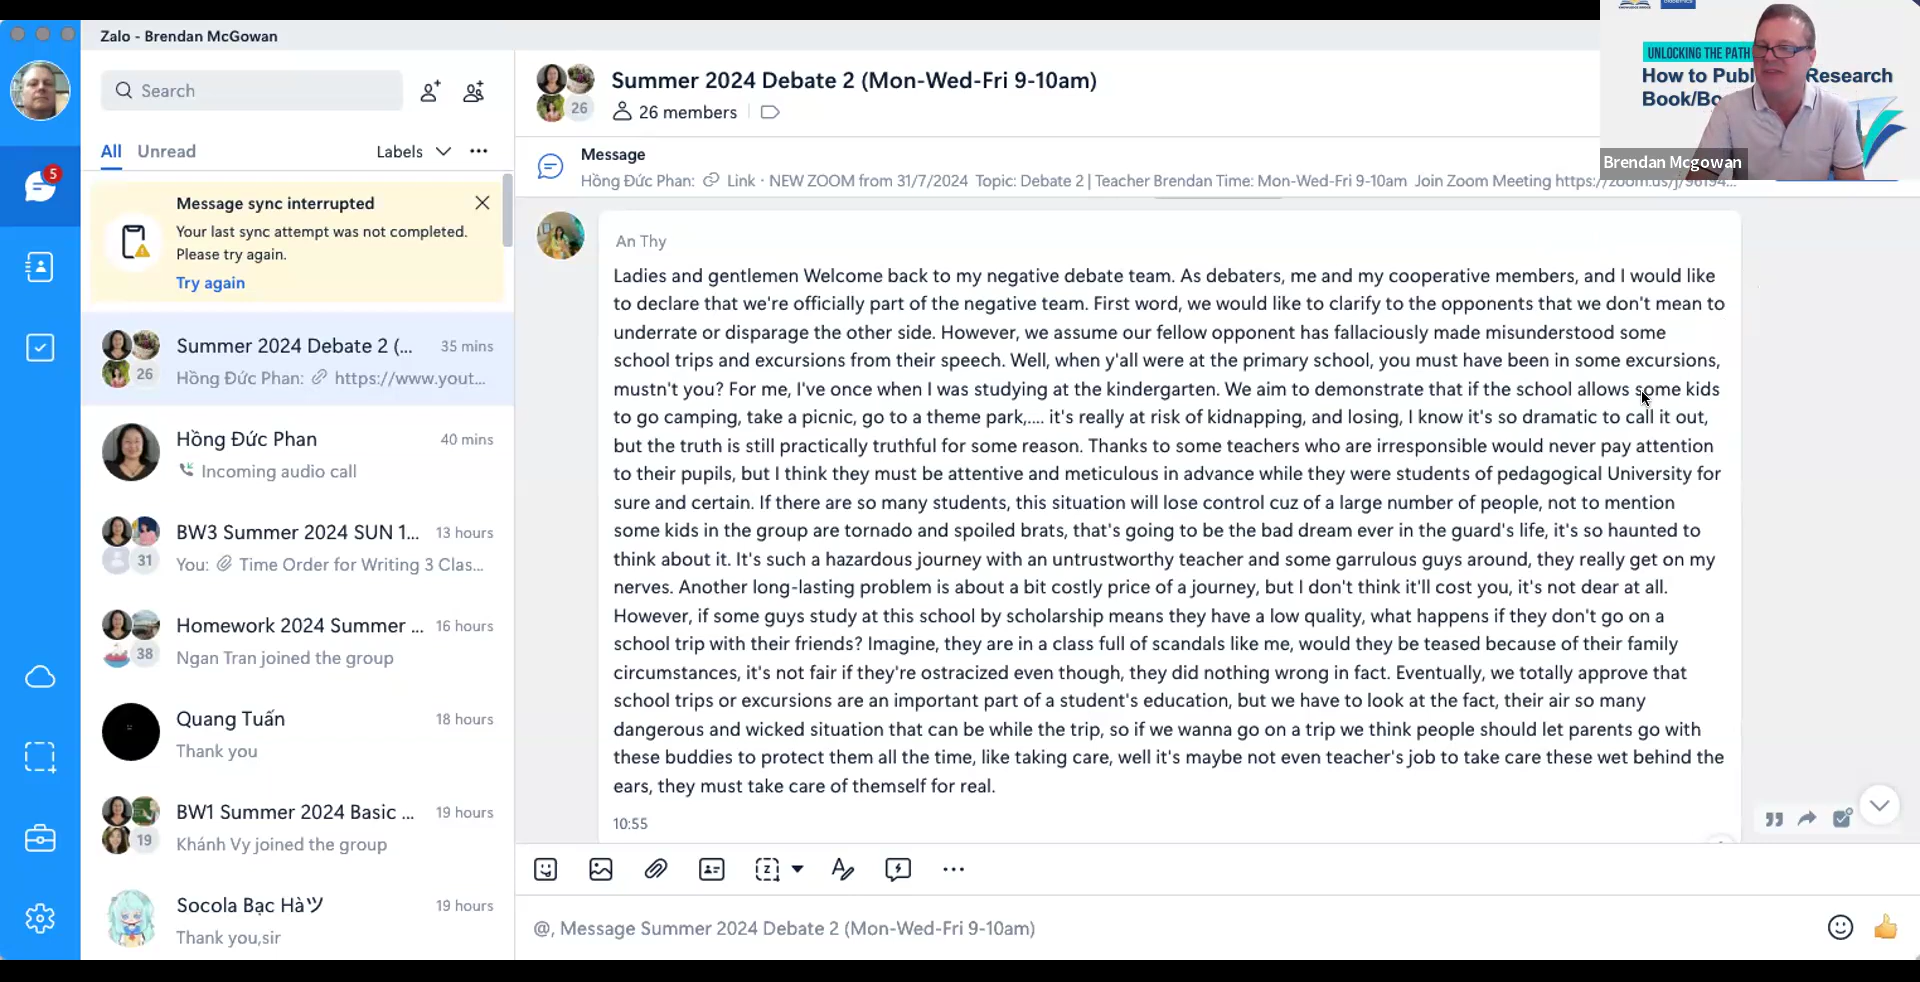 Zalo - Brendan McGowan
Search
All
Unread
Labels
5
Message sync interrupted
Your last sync attempt was not completed.
Please try again.
Try again
Summer 2024 Debate 2 (...
35 mins
26
Hồng Đức Phan: https://www.yout...
Hồng Đức Phan
40 mins
Incoming audio call
BW3 Summer 2024 SUN 1...
13 hours
31
You: Time Order for Writing 3 Clas...
Homework 2024 Summer ...
16 hours
38
Ngan Tran joined the group
Quang Tuấn
18 hours
Thank you
BW1 Summer 2024 Basic ...
19 hours
19
Khánh Vy joined the group
Socola Bạc Hàツ
19 hours
Thank you,sir
Summer 2024 Debate 2 (Mon-Wed-Fri 9-10am)
26
26 members
Message
Hồng Đức Phan: Link · NEW ZOOM from 31/7/2024 Topic: Debate 2 | Teacher Brendan Time: Mon-Wed-Fri 9-10am Join Zoom Meeting https://zoom.us/j/96194...
An Thy
Ladies and gentlemen Welcome back to my negative debate team. As debaters, me and my cooperative members, and I would like
to declare that we're officially part of the negative team. First word, we would like to clarify to the opponents that we don't mean to
underrate or disparage the other side. However, we assume our fellow opponent has fallaciously made misunderstood some
school trips and excursions from their speech. Well, when y'all were at the primary school, you must have been in some excursions,
mustn't you? For me, I've once when I was studying at the kindergarten. We aim to demonstrate that if the school allows some kids
to go camping, take a picnic, go to a theme park,.... it's really at risk of kidnapping, and losing, I know it's so dramatic to call it out,
but the truth is still practically truthful for some reason. Thanks to some teachers who are irresponsible would never pay attention
to their pupils, but I think they must be attentive and meticulous in advance while they were students of pedagogical University for
sure and certain. If there are so many students, this situation will lose control cuz of a large number of people, not to mention
some kids in the group are tornado and spoiled brats, that's going to be the bad dream ever in the guard's life, it's so haunted to
think about it. It's such a hazardous journey with an untrustworthy teacher and some garrulous guys around, they really get on my
nerves. Another long-lasting problem is about a bit costly price of a journey, but I don't think it'll cost you, it's not dear at all.
However, if some guys study at this school by scholarship means they have a low quality, what happens if they don't go on a
school trip with their friends? Imagine, they are in a class full of scandals like me, would they be teased because of their family
circumstances, it's not fair if they're ostracized even though, they did nothing wrong in fact. Eventually, we totally approve that
school trips or excursions are an important part of a student's education, but we have to look at the fact, their air so many
dangerous and wicked situation that can be while the trip, so if we wanna go on a trip we think people should let parents go with
these buddies to protect them all the time, like taking care, well it's maybe not even teacher's job to take care these wet behind the
ears, they must take care of themself for real.
10:55
@, Message Summer 2024 Debate 2 (Mon-Wed-Fri 9-10am)
UNLOCKING THE PATH
How to Publ Research
Book/Bo
Brendan Mcgowan